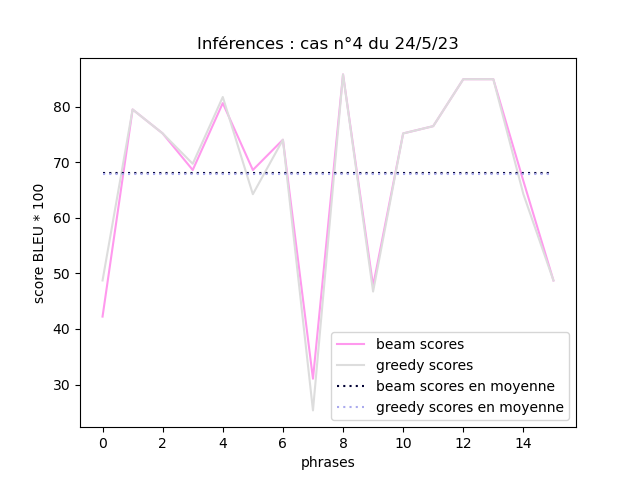 Inférences : cas n°4 du 24/5/23
score BLEU * 100
80
70
60
50
40
30
0
2
4
6
8
10
12
14
phrases
beam scores
greedy scores
beam scores en moyenne
greedy scores en moyenne